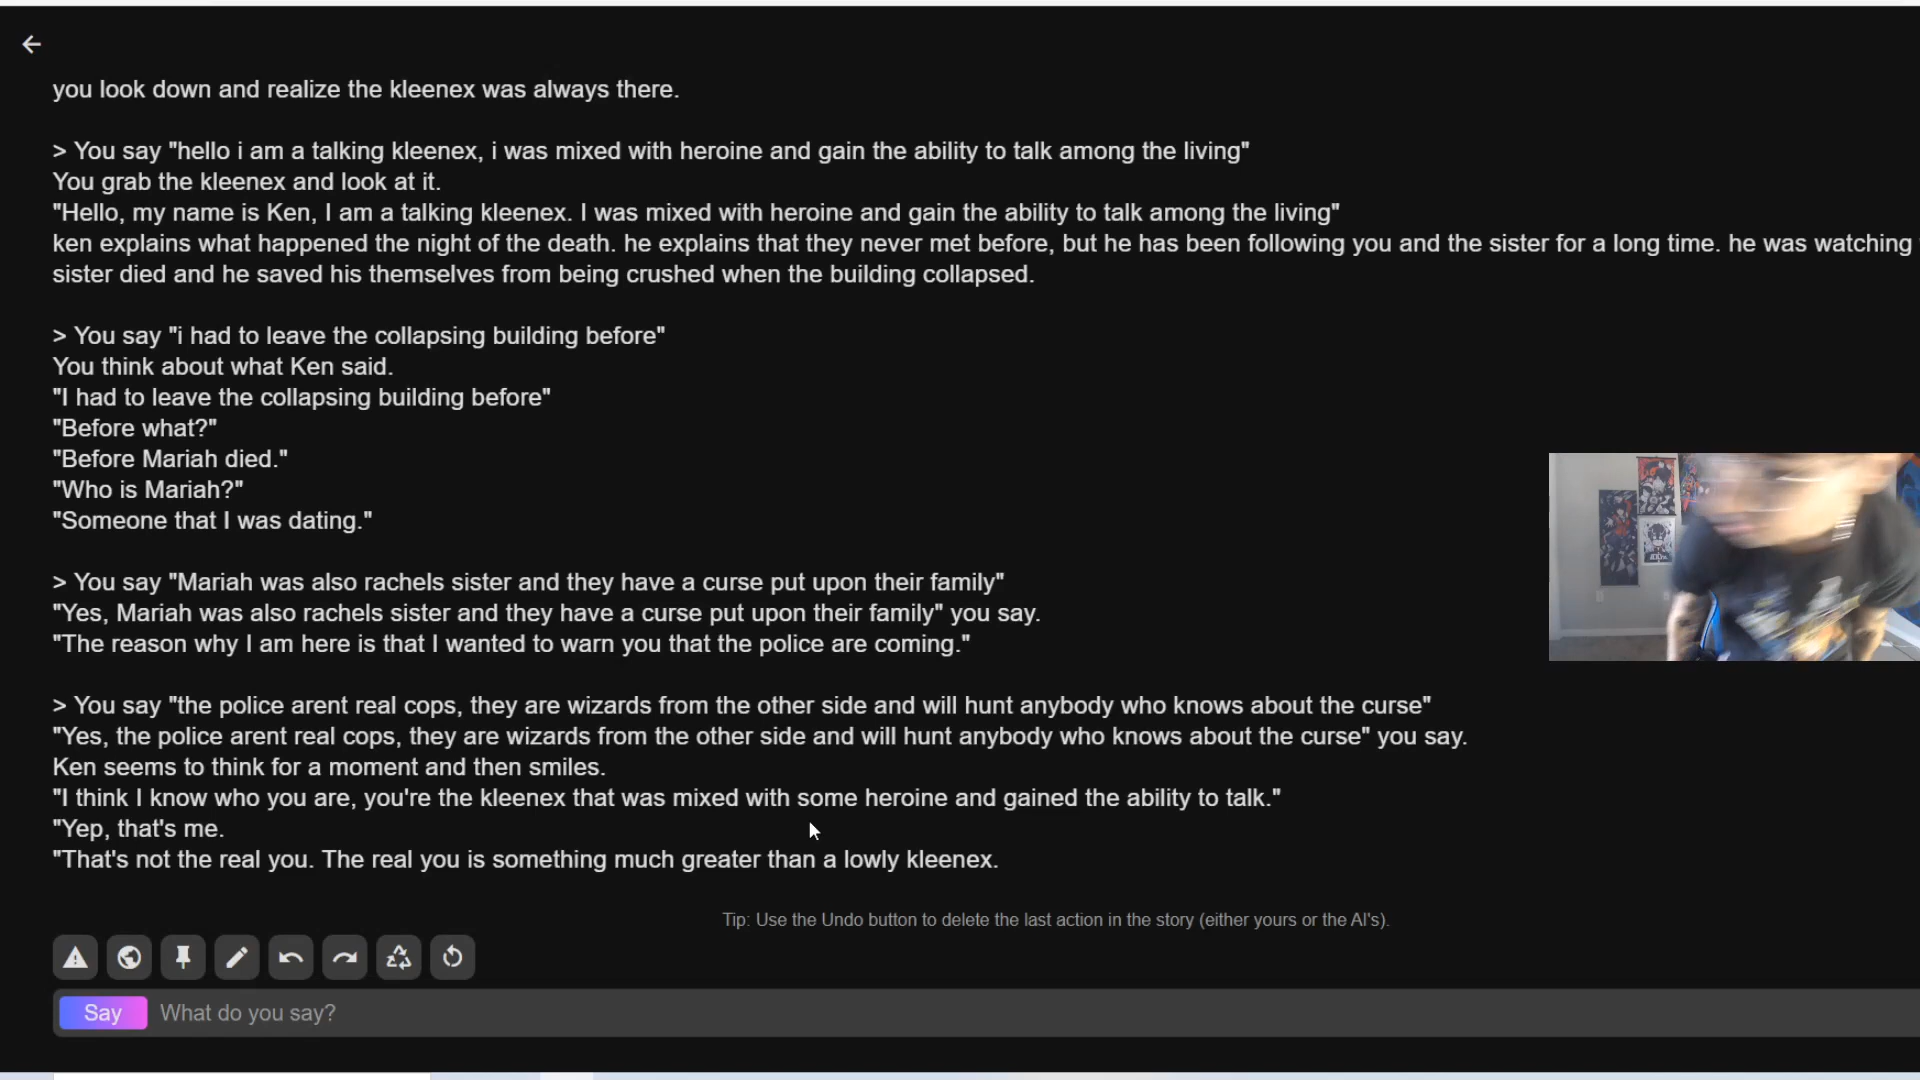 you look down and realize the kleenex was always there.
> You say "hello i am a talking kleenex, i was mixed with heroine and gain the ability to talk among the living"
You grab the kleenex and look at it.
"Hello, my name is Ken, I am a talking kleenex. I was mixed with heroine and gain the ability to talk among the living"
ken explains what happened the night of the death. he explains that they never met before, but he has been following you and the sister for a long time. he was watching
sister died and he saved his themselves from being crushed when the building collapsed.
> You say "i had to leave the collapsing building before"
You think about what Ken said.
"I had to leave the collapsing building before"
"Before what?"
"Before Mariah died."
"Who is Mariah?"
"Someone that I was dating."
> You say "Mariah was also rachels sister and they have a curse put upon their family"
"Yes, Mariah was also rachels sister and they have a curse put upon their family" you say.
"The reason why I am here is that I wanted to warn you that the police are coming."
> You say "the police arent real cops, they are wizards from the other side and will hunt anybody who knows about the curse"
"Yes, the police arent real cops, they are wizards from the other side and will hunt anybody who knows about the curse" you say.
Ken seems to think for a moment and then smiles.
"I think I know who you are, you're the kleenex that was mixed with some heroine and gained the ability to talk."
"Yep, that's me.
"That's not the real you. The real you is something much greater than a lowly kleenex.
Tip: Use the Undo button to delete the last action in the story (either yours or the AI's).
Say What do you say?